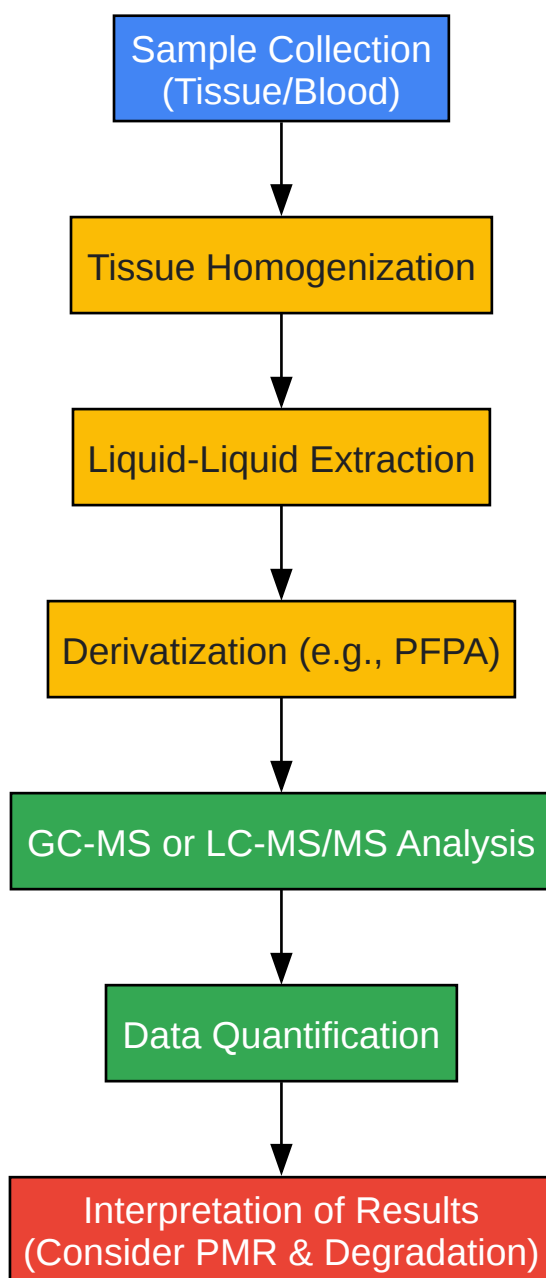 Sample Collection
(Tissue/Blood)
Tissue Homogenization
Liquid-Liquid Extraction
Derivatization (e.g., PFPA)
GC-MS or LC-MS/MS Analysis
Data Quantification
Interpretation of Results
(Consider PMR & Degradation)